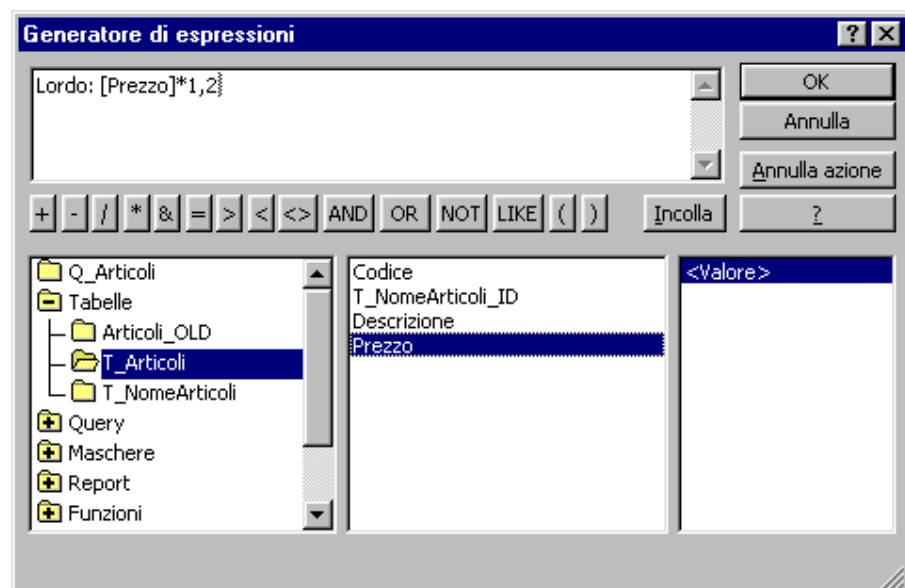 Generatore di espressioni
? ×
Lordo: [Prezzo]*1,2
OK
Annulla
Annulla azione
+ - / * & = > < <> AND OR NOT LIKE ( ) Incolla ?
Q_Articoli
Tabelle
Articoli_OLD
T_Articoli
T_NomeArticoli
Query
Maschere
Report
Funzioni
Codice
T_NomeArticoli_ID
Descrizione
Prezzo
<Valore>